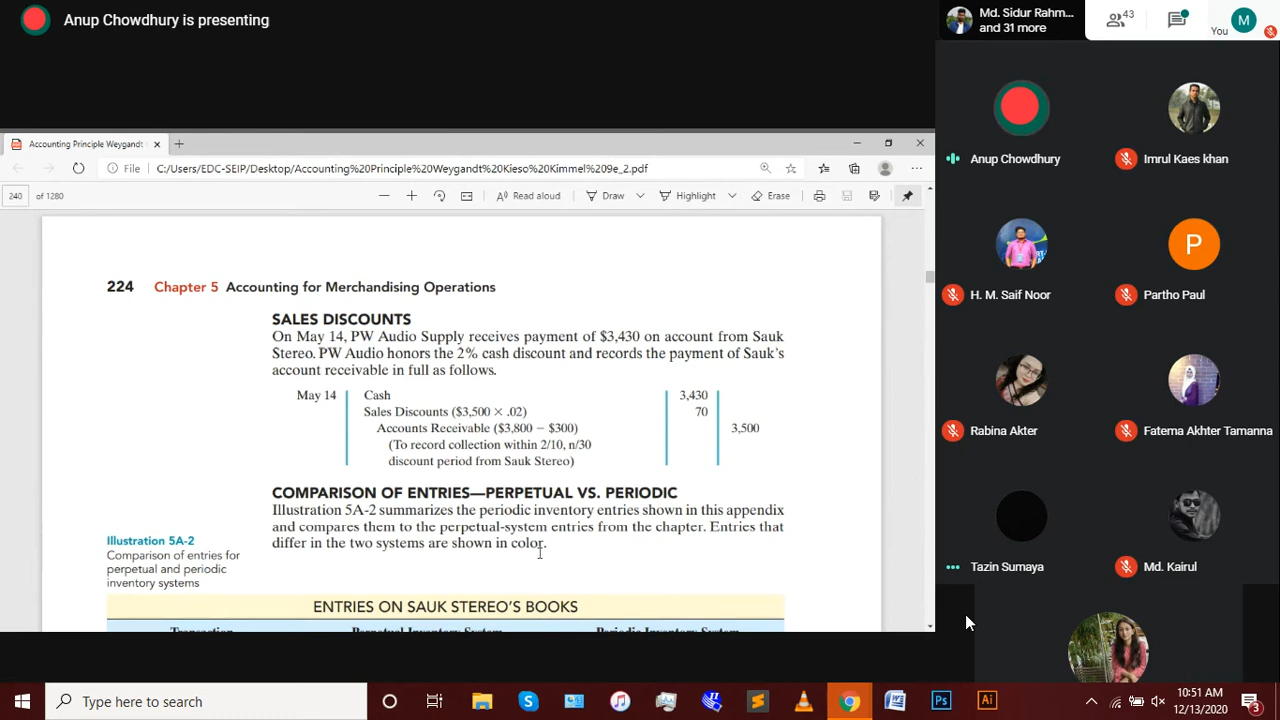 Anup Chowdhury is presenting
Md. Sidur Rahm...
and 31 more
43
You
M
Accounting Principle Weygandt
File
C:/Users/EDC-SEIP/Desktop/Accounting%20Principle%20Weygandt%20Kieso%20Kimmel%209e_2.pdf
240 of 1280
Read aloud
Draw
Highlight
Erase
224 Chapter 5 Accounting for Merchandising Operations
SALES DISCOUNTS
On May 14, PW Audio Supply receives payment of $3,430 on account from Sauk
Stereo. PW Audio honors the 2% cash discount and records the payment of Sauk's
account receivable in full as follows.
May 14 Cash 3,430
Sales Discounts ($3,500 × .02) 70
Accounts Receivable ($3,800 − $300) 3,500
(To record collection within 2/10, n/30
discount period from Sauk Stereo)
COMPARISON OF ENTRIES—PERPETUAL VS. PERIODIC
Illustration 5A-2 summarizes the periodic inventory entries shown in this appendix
and compares them to the perpetual-system entries from the chapter. Entries that
differ in the two systems are shown in color.
Illustration 5A-2
Comparison of entries for
perpetual and periodic
inventory systems
ENTRIES ON SAUK STEREO'S BOOKS
Transaction Perpetual Inventory System Periodic Inventory System
Anup Chowdhury
Imrul Kaes khan
H. M. Saif Noor
P
Partho Paul
Rabina Akter
Fatema Akhter Tamanna
Tazin Sumaya
Md. Kairul
Type here to search
Ps
Ai
10:51 AM
12/13/2020
3